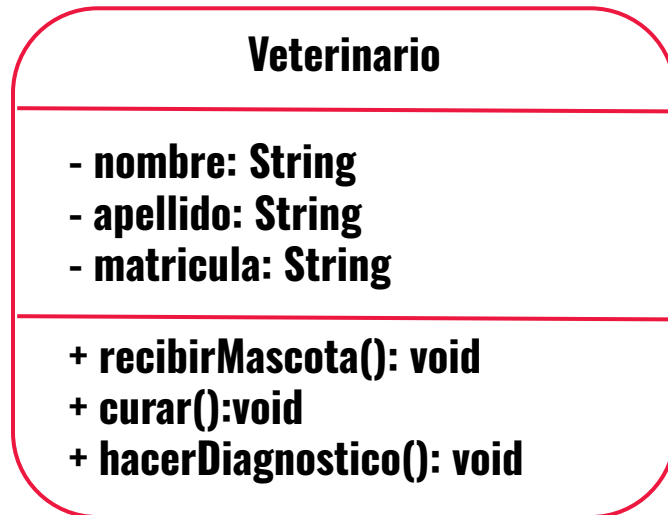 Veterinario
- nombre: String
- apellido: String
- matricula: String
+ recibirMascota(): void
+ curar():void
+ hacerDiagnostico(): void